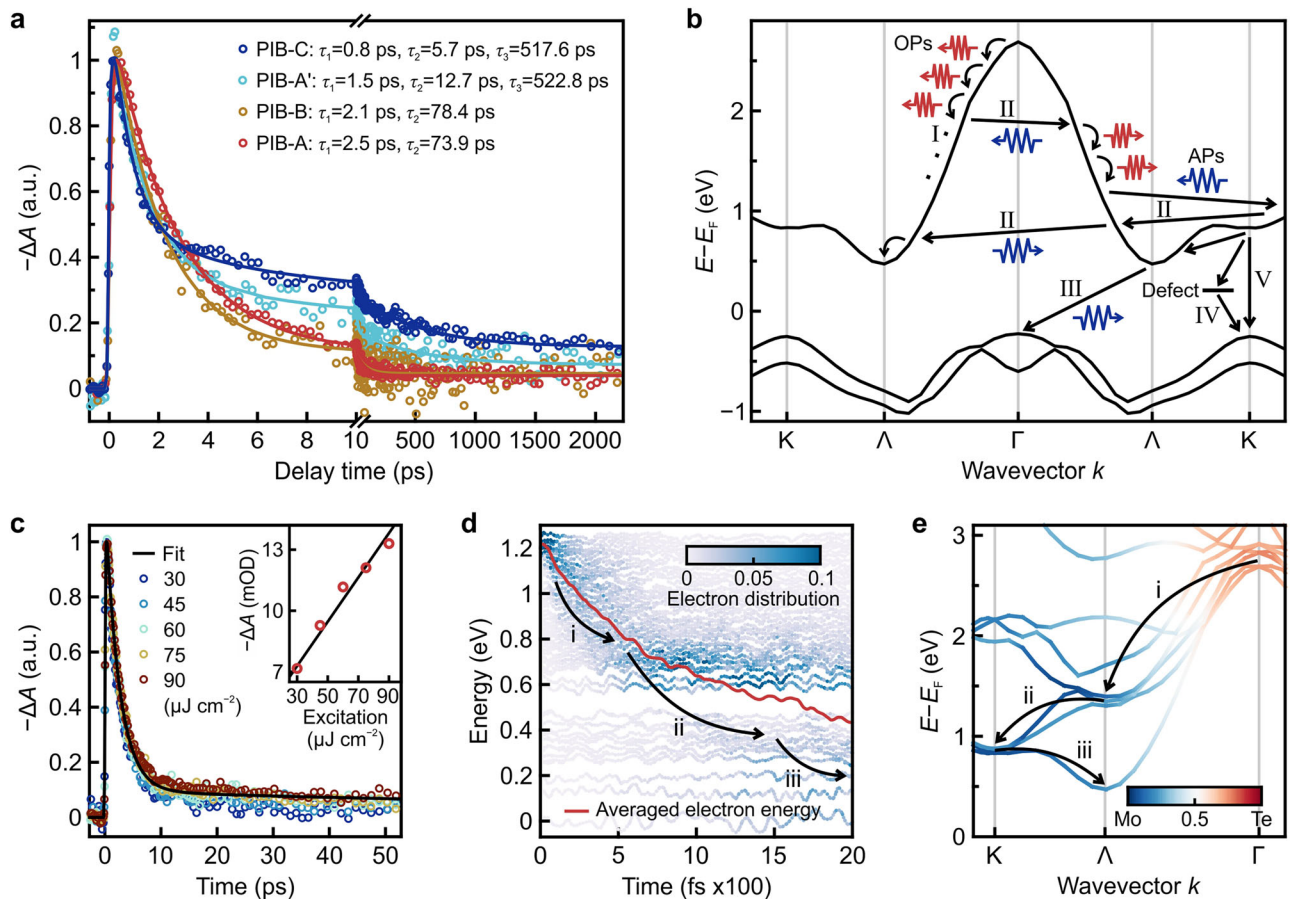 a
PIB-C: τ1=0.8 ps, τ2=5.7 ps, τ3=517.6 ps
PIB-A': τ1=1.5 ps, τ2=12.7 ps, τ3=522.8 ps
PIB-B: τ1=2.1 ps, τ2=78.4 ps
PIB-A: τ1=2.5 ps, τ2=73.9 ps
−ΔA (a.u.)
1
0.8
0.6
0.4
0.2
0
0 2 4 6 8 10 500 1000 1500 2000
Delay time (ps)
b
OPs
I
II
APs
II
II
III
Defect
IV
V
E−EF (eV)
2
1
0
−1
K Λ Γ Λ K
Wavevector k
c
Fit
30
45
60
75
90
(μJ cm−2)
−ΔA (a.u.)
1
0.8
0.6
0.4
0.2
0
0 10 20 30 40 50
Time (ps)
−ΔA (mOD)
13
10
7
30 50 70 90
Excitation
(μJ cm−2)
d
0 0.05 0.1
Electron distribution
i
ii
iii
Averaged electron energy
Energy (eV)
1.2
1.0
0.8
0.6
0.4
0.2
0
0 5 10 15 20
Time (fs x100)
e
i
ii
iii
Mo 0.5 Te
E−EF (eV)
3
2
1
0
K Λ Γ
Wavevector k